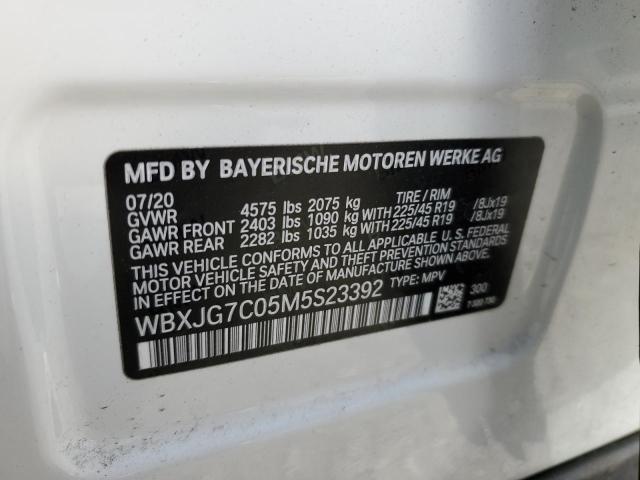 MFD BY BAYERISCHE MOTOREN WERKE AG
07/20 TIRE / RIM
GVWR 4575 lbs 2075 kg
GAWR FRONT 2403 lbs 1090 kg WITH 225/45 R19 /8Jx19
GAWR REAR 2282 lbs 1035 kg WITH 225/45 R19 /8Jx19
THIS VEHICLE CONFORMS TO ALL APPLICABLE U.S. FEDERAL
MOTOR VEHICLE SAFETY AND THEFT PREVENTION STANDARDS
IN EFFECT ON THE DATE OF MANUFACTURE SHOWN ABOVE.
WBXJG7C05M5S23392 TYPE: MPV
300